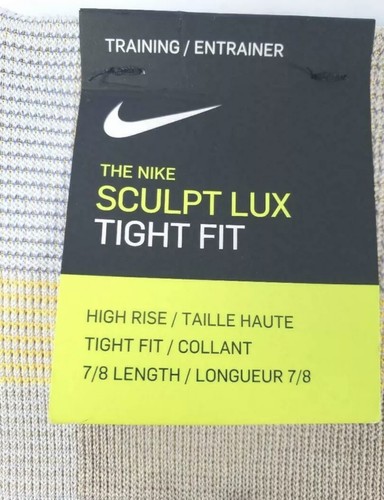 TRAINING / ENTRAINER
THE NIKE
SCULPT LUX
TIGHT FIT
HIGH RISE / TAILLE HAUTE
TIGHT FIT / COLLANT
7/8 LENGTH / LONGUEUR 7/8